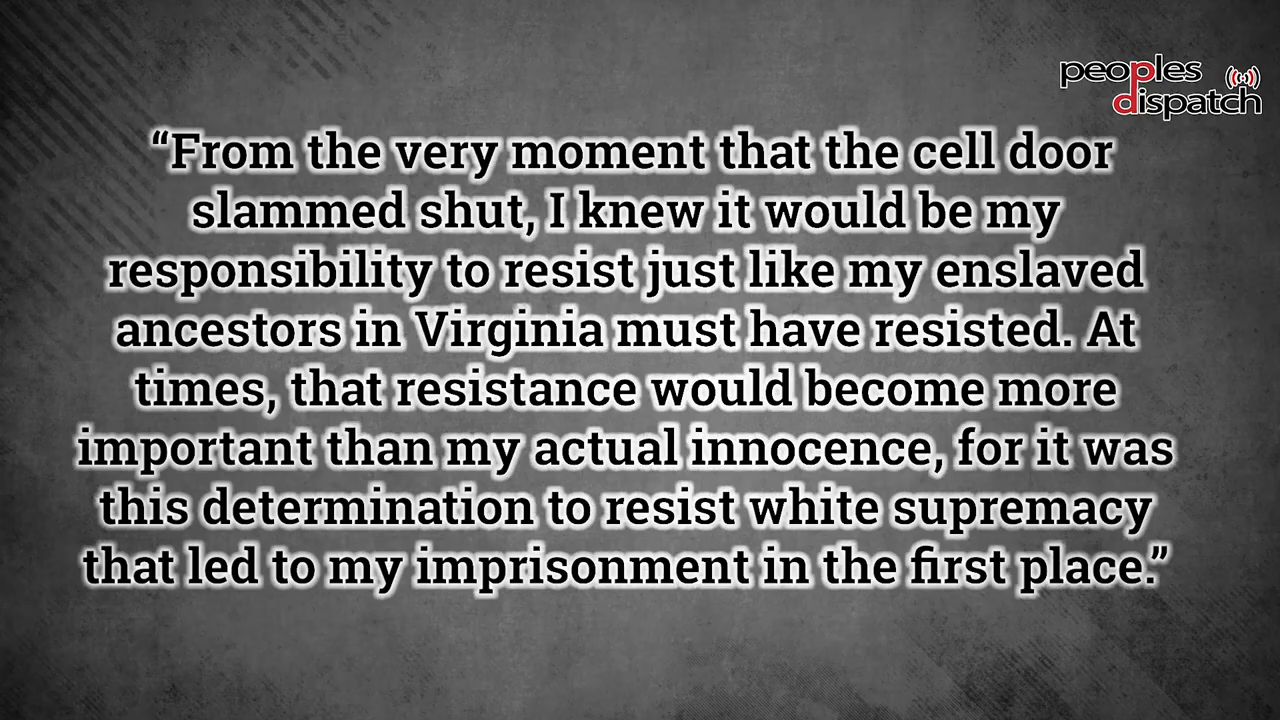 peoples
dispatch
“From the very moment that the cell door
slammed shut, I knew it would be my
responsibility to resist just like my enslaved
ancestors in Virginia must have resisted. At
times, that resistance would become more
important than my actual innocence, for it was
this determination to resist white supremacy
that led to my imprisonment in the first place.”